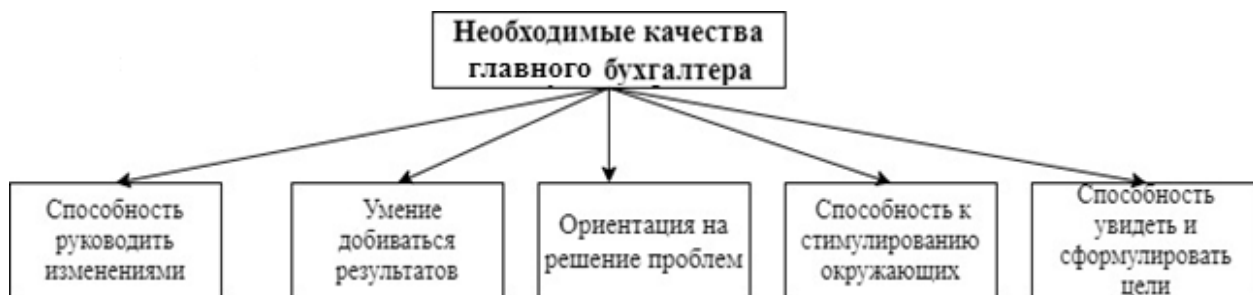 Необходимые качества
главного бухгалтера
Способность
руководить
изменениями
Умение
добиваться
результатов
Ориентация на
решение проблем
Способность к
стимулированию
окружающих
Способность
увидеть и
сформулировать
цели